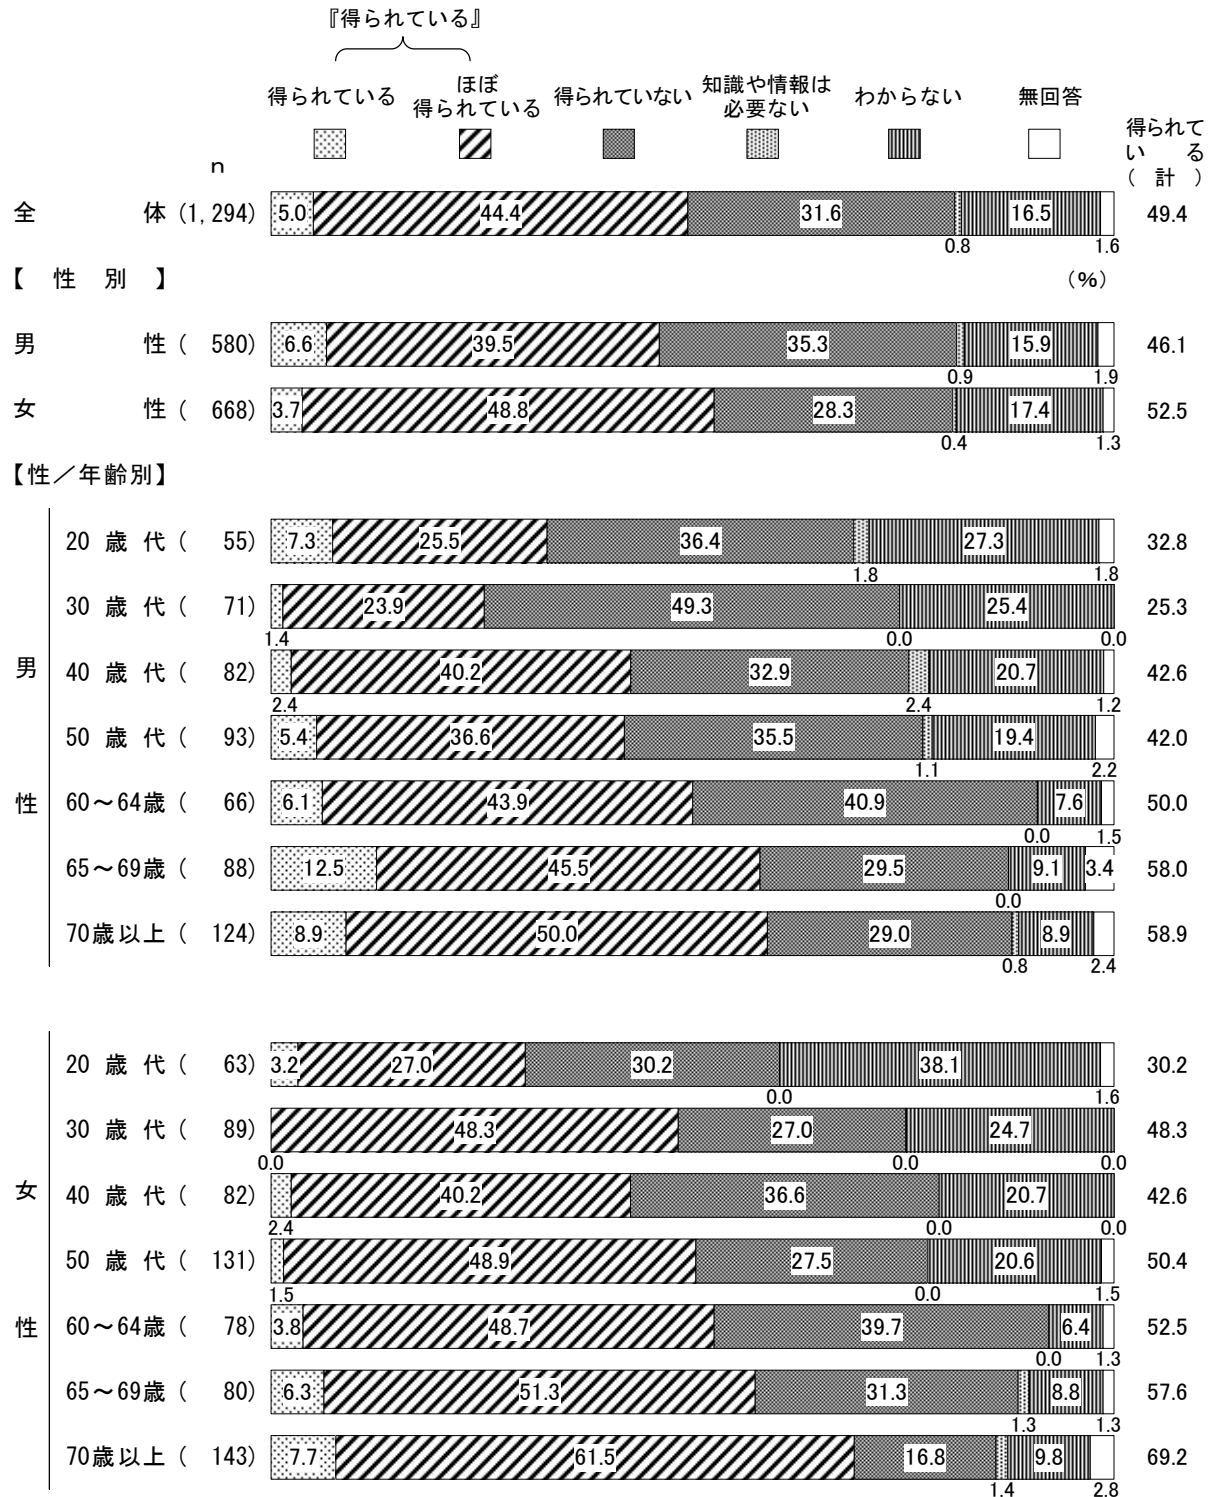 『得られている』
得られている
ほぼ
得られている
得られていない
知識や情報は
必要ない
わからない
無回答
得られて
いる
(計)
n
全体 (1,294) 5.0 44.4 31.6 16.5 49.4
0.8 1.6
【性別】 (%)
男性 ( 580) 6.6 39.5 35.3 15.9 46.1
0.9 1.9
女性 ( 668) 3.7 48.8 28.3 17.4 52.5
0.4 1.3
【性／年齢別】
男性
20歳代 ( 55) 7.3 25.5 36.4 27.3 32.8
1.8 1.8
30歳代 ( 71) 23.9 49.3 25.4 25.3
1.4 0.0 0.0
40歳代 ( 82) 40.2 32.9 20.7 42.6
2.4 2.4 1.2
50歳代 ( 93) 5.4 36.6 35.5 19.4 42.0
1.1 2.2
60～64歳 ( 66) 6.1 43.9 40.9 7.6 50.0
0.0 1.5
65～69歳 ( 88) 12.5 45.5 29.5 9.1 3.4 58.0
0.0
70歳以上 ( 124) 8.9 50.0 29.0 8.9 58.9
0.8 2.4
女性
20歳代 ( 63) 3.2 27.0 30.2 38.1 30.2
0.0 1.6
30歳代 ( 89) 48.3 27.0 24.7 48.3
0.0 0.0 0.0
40歳代 ( 82) 40.2 36.6 20.7 42.6
2.4 0.0 0.0
50歳代 ( 131) 48.9 27.5 20.6 50.4
1.5 0.0 1.5
60～64歳 ( 78) 3.8 48.7 39.7 6.4 52.5
0.0 1.3
65～69歳 ( 80) 6.3 51.3 31.3 8.8 57.6
1.3 1.3
70歳以上 ( 143) 7.7 61.5 16.8 9.8 69.2
1.4 2.8